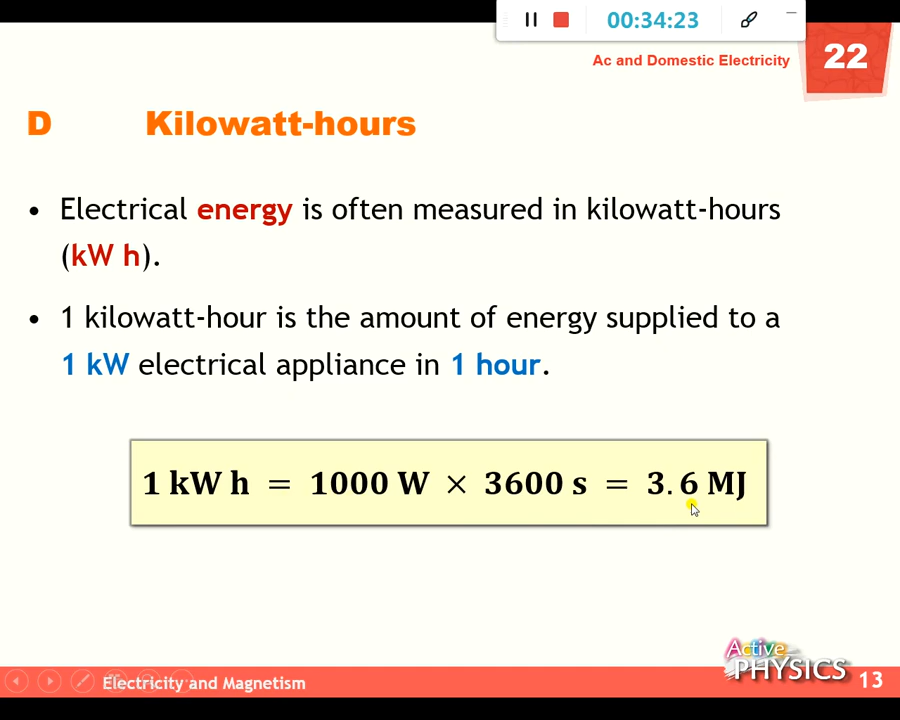 00:34:23
Ac and Domestic Electricity
22
D Kilowatt-hours
• Electrical energy is often measured in kilowatt-hours
(kW h).
• 1 kilowatt-hour is the amount of energy supplied to a
1 kW electrical appliance in 1 hour.
1 kW h = 1000 W × 3600 s = 3.6 MJ
Active
PHYSICS
Electricity and Magnetism
13